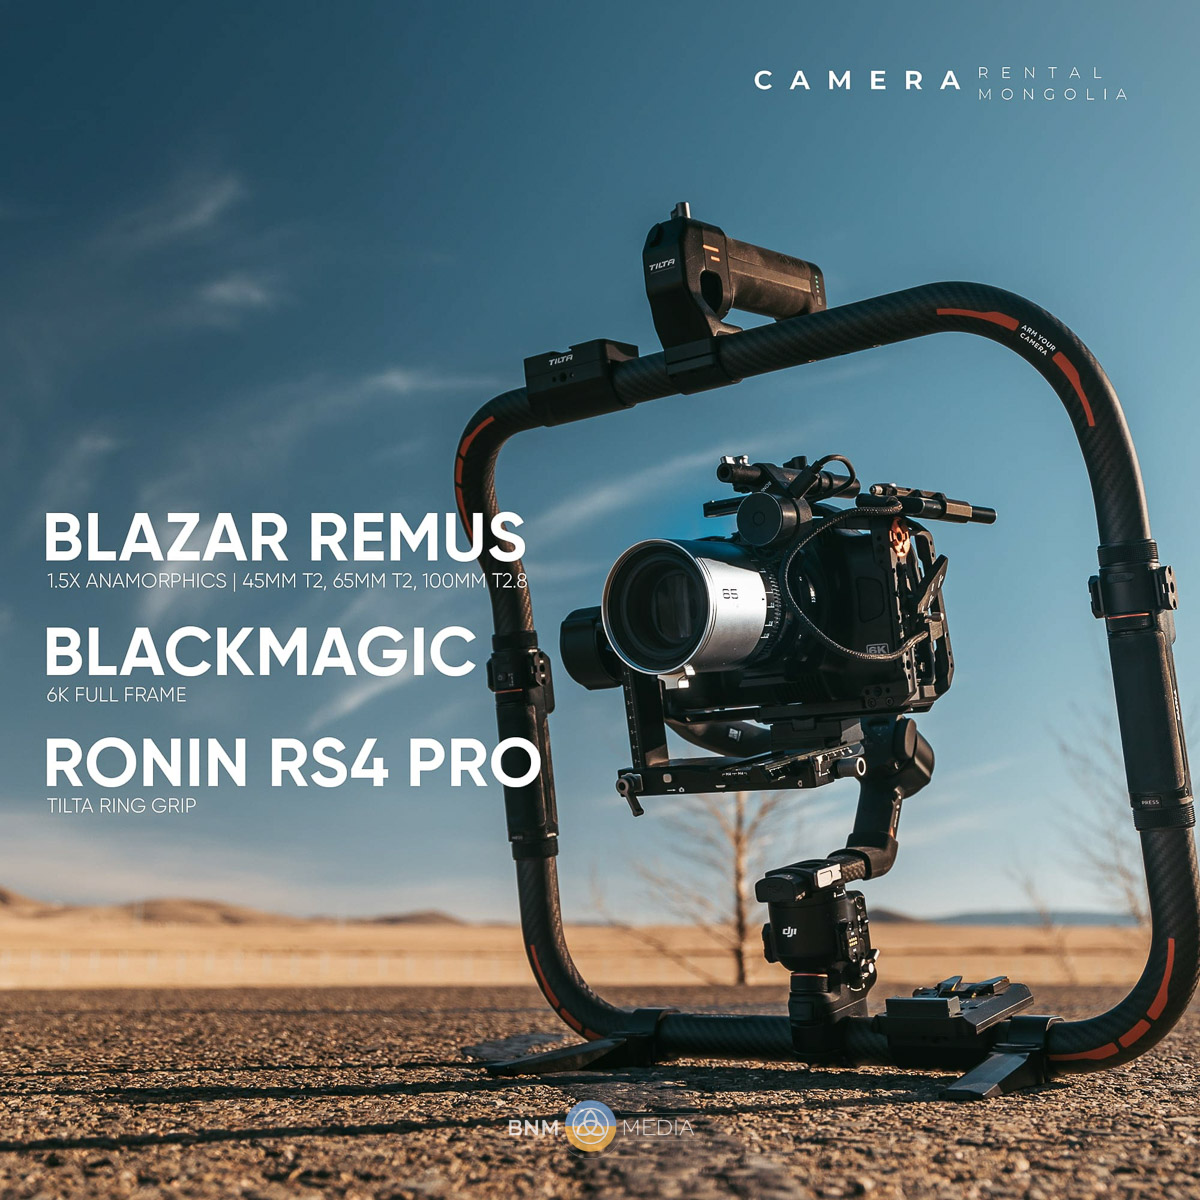 CAMERA RENTAL
MONGOLIA
TILTA
TILTA
ARM YOUR
CAMERA
BLAZAR REMUS
1.5X ANAMORPHICS | 45MM T2, 65MM T2, 100MM T2.8
65
BLACKMAGIC
6K FULL FRAME
6K
RONIN RS4 PRO
TILTA RING GRIP
PRESS
dji
BNM MEDIA